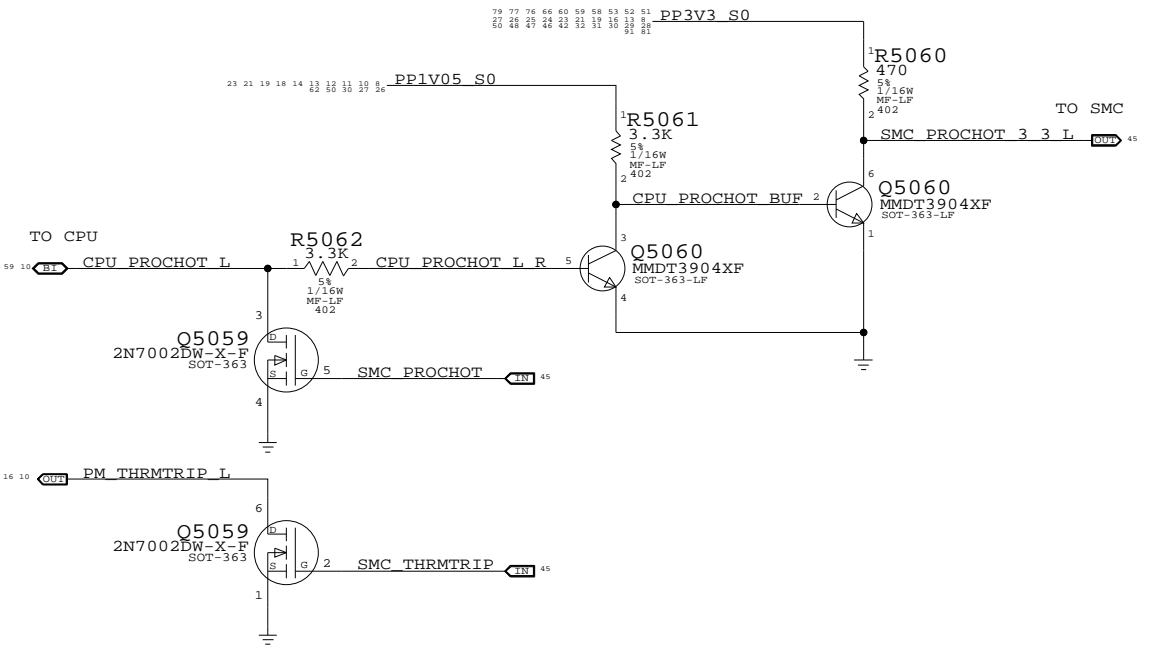 79 77 76 66 60 59 58 53 52 51
27 26 25 24 23 21 19 16 13 8
50 48 47 46 42 32 31 30 29 28
91 81
PP3V3_S0
1
R5060
470
5%
1/16W
MF-LF
402
2
TO SMC
SMC_PROCHOT_3_3_L
OUT
45
23 21 19 18 14 13 12 11 10 8
62 50 30 27 26
PP1V05_S0
1
R5061
3.3K
5%
1/16W
MF-LF
402
2
CPU_PROCHOT_BUF
2
6
Q5060
MMDT3904XF
SOT-363-LF
1
TO CPU
59 10
BI
CPU_PROCHOT_L
R5062
3.3K
1
2
5%
1/16W
MF-LF
402
CPU_PROCHOT_L_R
5
3
Q5060
MMDT3904XF
SOT-363-LF
4
3
Q5059
2N7002DW-X-F
SOT-363
D
S
G
5
SMC_PROCHOT
IN
45
4
16 10
OUT
PM_THRMTRIP_L
6
Q5059
2N7002DW-X-F
SOT-363
D
S
G
2
SMC_THRMTRIP
IN
45
1